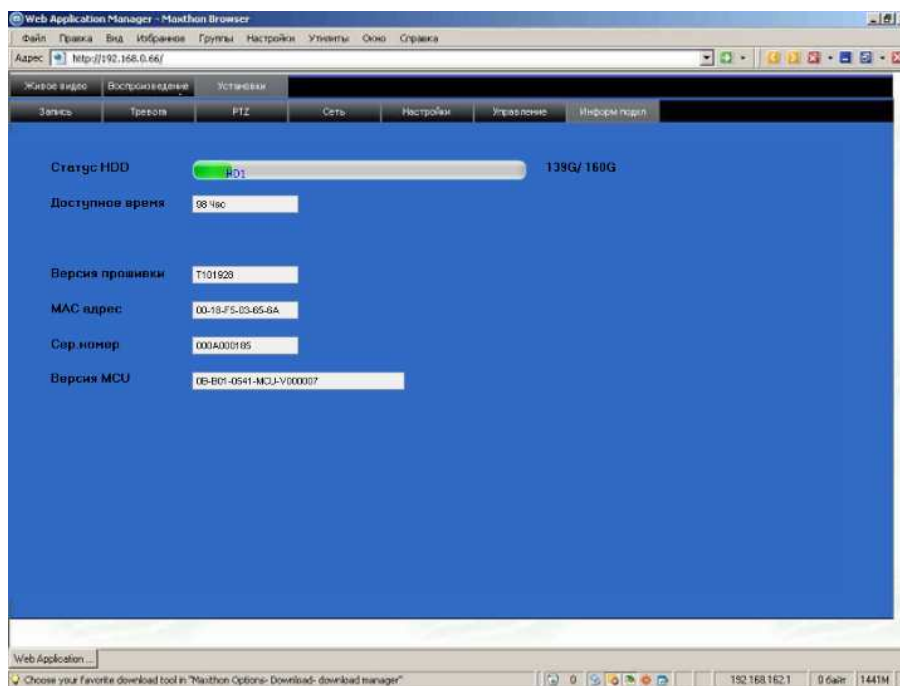 Web Application Manager - Maxthon Browser
Файл Правка Вид Избранное Группы Настройки Утилиты Окно Справка
Адрес http://192.168.0.66/
Живое видео Воспроизведение Установки
Запись Тревога PTZ Сеть Настройки Управление Информ подкл
Статус HDD HD1 139G/160G
Доступное время 98 Час
Версия прошивки T101928
MAC адрес 00-18-F5-03-65-6A
Сер.номер 000A000185
Версия MCU 0B-B01-0541-MCU-V000007
Web Application ...
Choose your favorite download tool in "Maxthon Options- Download- download manager" 0 192.168.162.1 0 байт 1441M